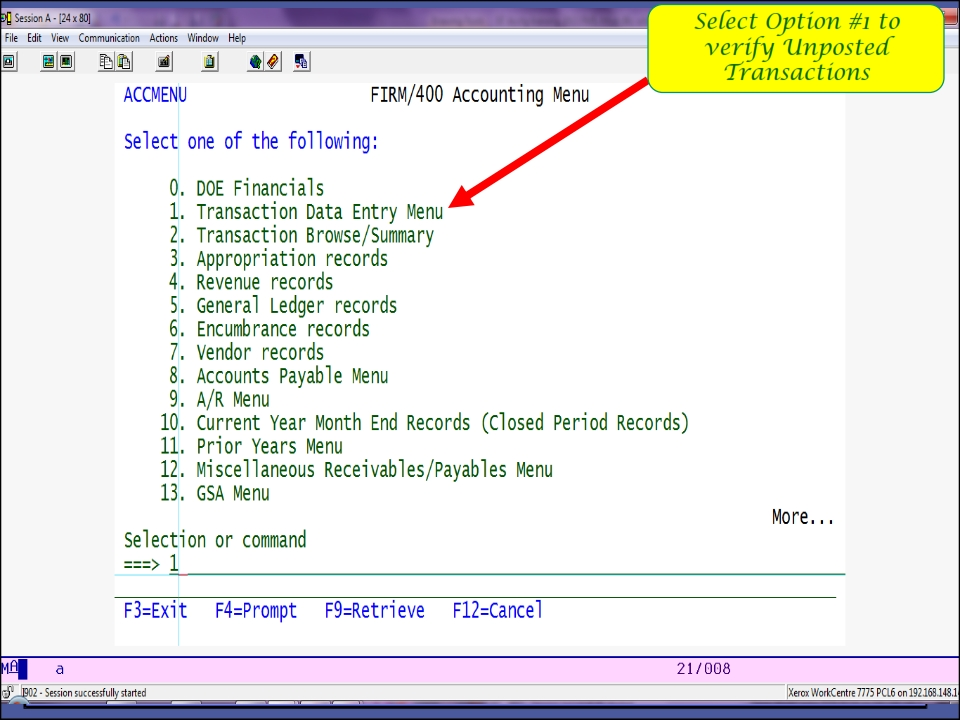 Session A - [24 x 80]
Select Option #1 to
verify Unposted
Transactions
File Edit View Communication Actions Window Help
ACCMENU FIRM/400 Accounting Menu
Select one of the following:
0. DOE Financials
1. Transaction Data Entry Menu
2. Transaction Browse/Summary
3. Appropriation records
4. Revenue records
5. General Ledger records
6. Encumbrance records
7. Vendor records
8. Accounts Payable Menu
9. A/R Menu
10. Current Year Month End Records (Closed Period Records)
11. Prior Years Menu
12. Miscellaneous Receivables/Payables Menu
13. GSA Menu
More...
Selection or command
===> 1
F3=Exit F4=Prompt F9=Retrieve F12=Cancel
a 21/008
I902 - Session successfully started Xerox WorkCentre 7775 PCL6 on 192.168.148.1